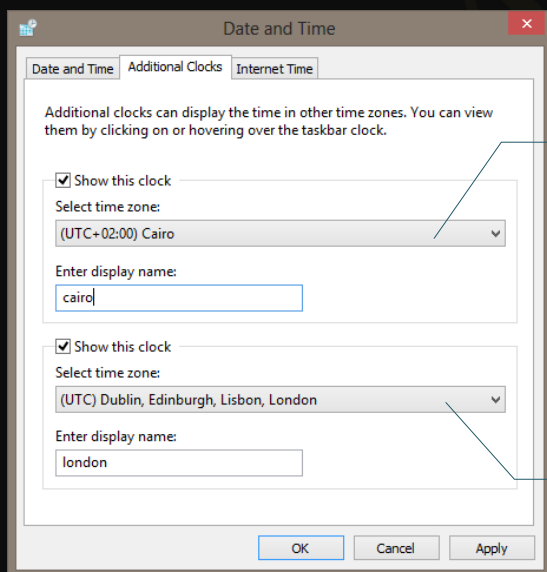 Date and Time
Date and Time Additional Clocks Internet Time
Additional clocks can display the time in other time zones. You can view
them by clicking on or hovering over the taskbar clock.
Show this clock
Select time zone:
(UTC+02:00) Cairo
Enter display name:
cairo
Show this clock
Select time zone:
(UTC) Dublin, Edinburgh, Lisbon, London
Enter display name:
london
OK Cancel Apply